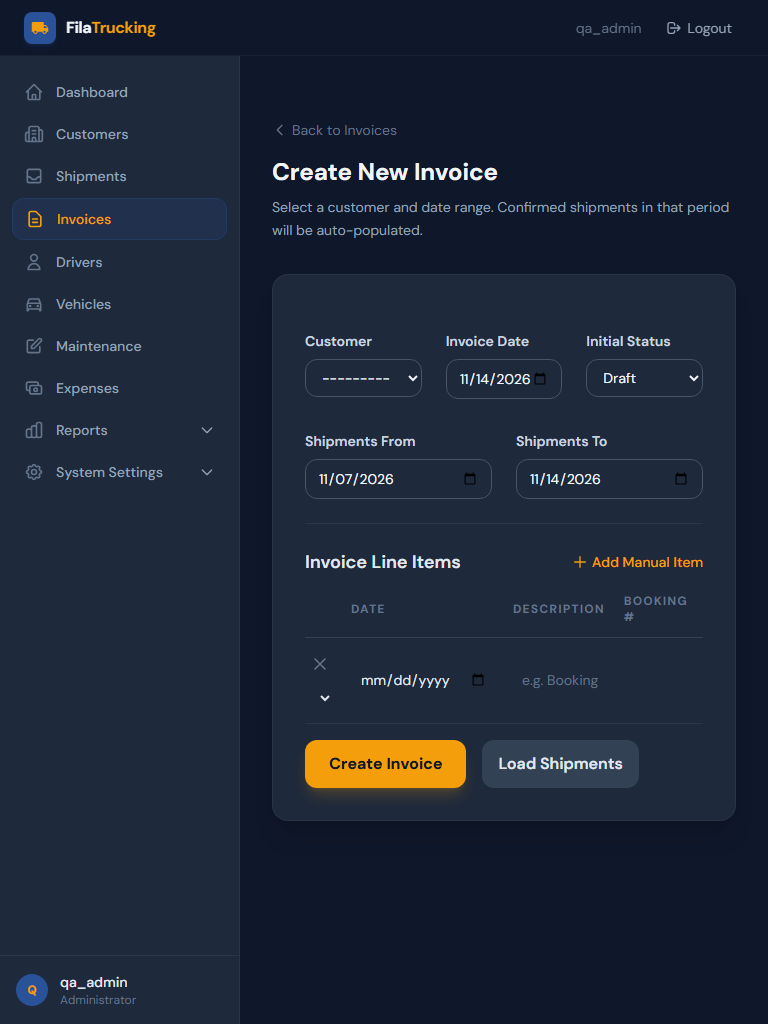 FilaTrucking
qa_admin
Logout
Dashboard
Customers
Shipments
Invoices
Drivers
Vehicles
Maintenance
Expenses
Reports
System Settings
Back to Invoices
Create New Invoice
Select a customer and date range. Confirmed shipments in that period
will be auto-populated.
Customer
Invoice Date
Initial Status
---------
11/14/2026
Draft
Shipments From
Shipments To
11/07/2026
11/14/2026
Invoice Line Items
Add Manual Item
DATE
DESCRIPTION
BOOKING
#
mm/dd/yyyy
e.g. Booking
Create Invoice
Load Shipments
Q
qa_admin
Administrator